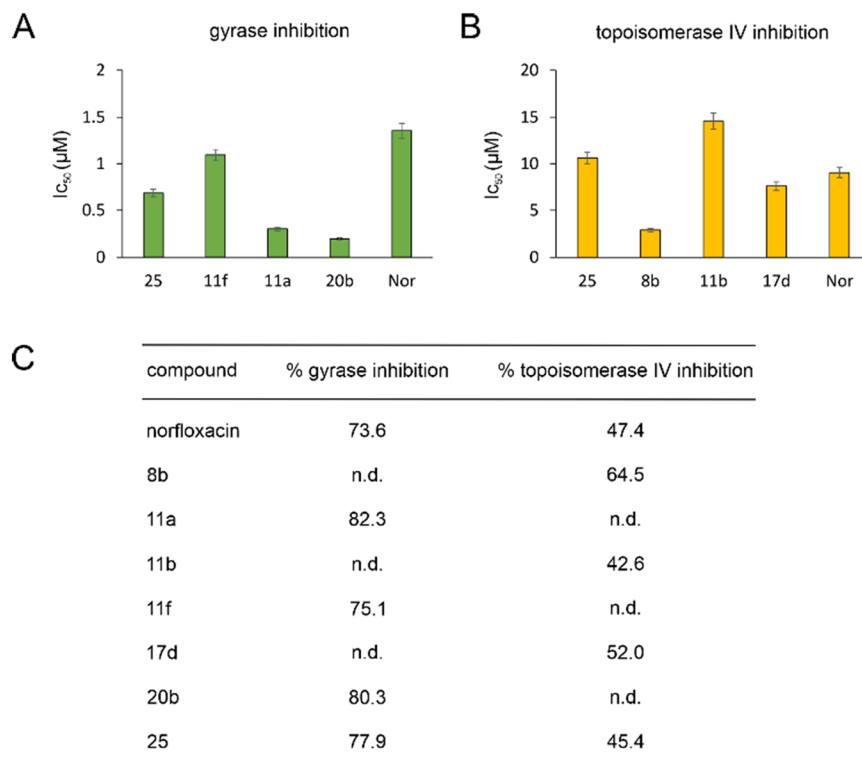 A
gyrase inhibition
Ic50 (µM)
2
1.5
1
0.5
0
25 11f 11a 20b Nor
B
topoisomerase IV inhibition
Ic50 (µM)
20
15
10
5
0
25 8b 11b 17d Nor
C
compound % gyrase inhibition % topoisomerase IV inhibition
norfloxacin 73.6 47.4
8b n.d. 64.5
11a 82.3 n.d.
11b n.d. 42.6
11f 75.1 n.d.
17d n.d. 52.0
20b 80.3 n.d.
25 77.9 45.4